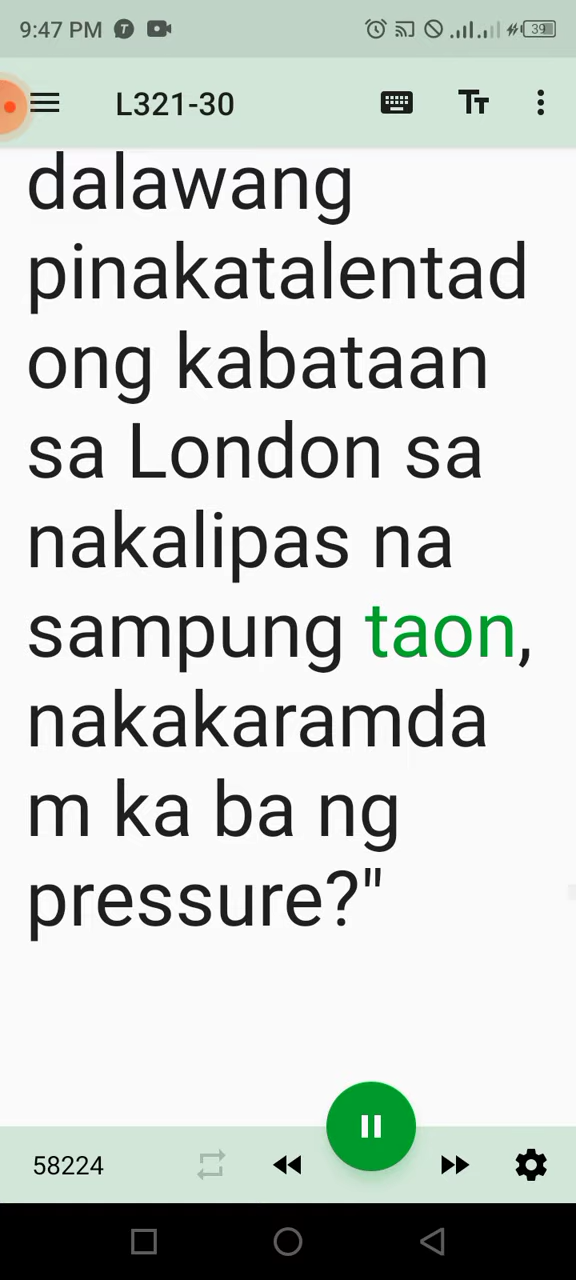 9:47 PM
39
L321-30
dalawang
pinakatalentad
ong kabataan
sa London sa
nakalipas na
sampung taon,
nakakaramda
m ka ba ng
pressure?"
58224